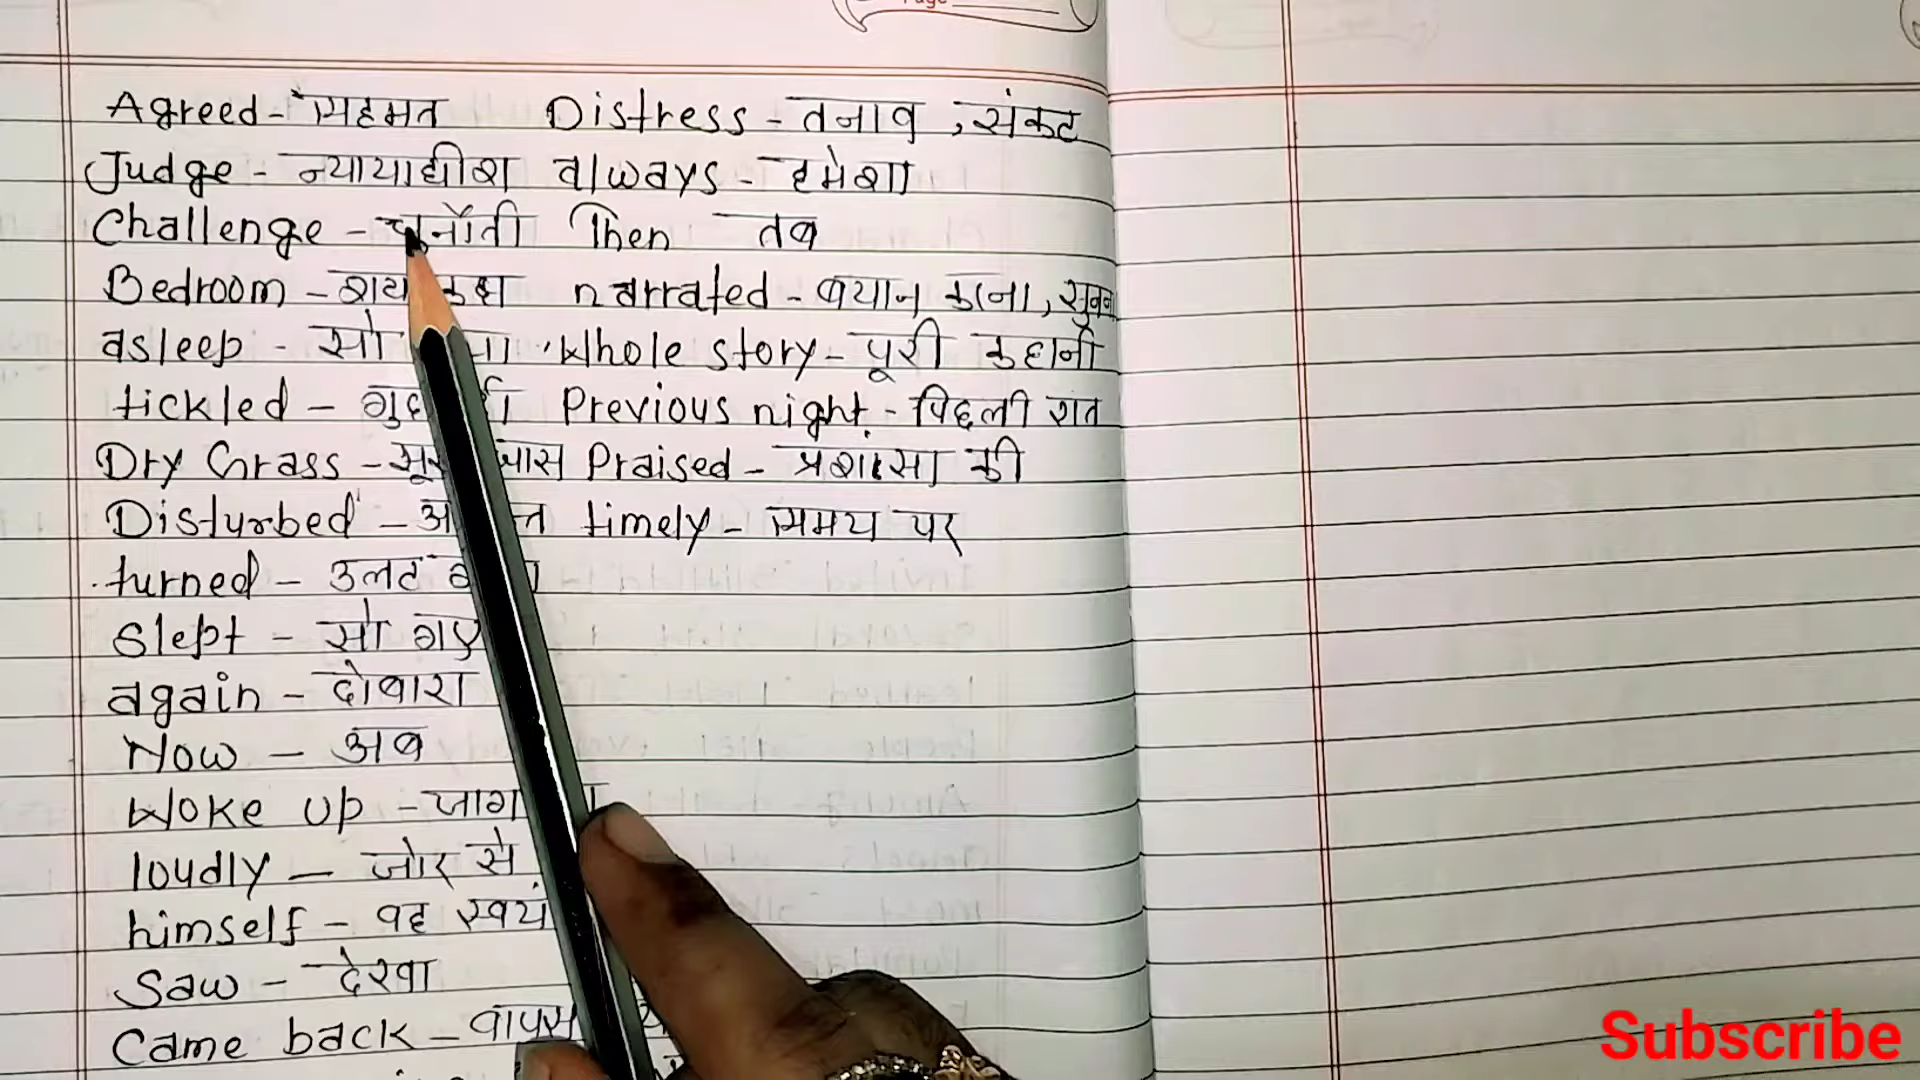 Page
Agreed - सहमत Distress - तनाव , संकट
Judge - न्यायाधीश always - हमेशा
Challenge - चुनौती Then तब
Bedroom - narrated - बयान करना,
asleep - सो whole story - पूरी कहानी
tickled - Previous night - पिछली रात
Dry Grass - घास Praised - प्रशंसा की
Disturbed - timely - समय पर
turned - उलट
slept - सो गए
again - दोबारा
Now - अब
Woke up - जाग
loudly - जोर से
himself - वह स्वयं
Saw - देखा
Came back - वापस
Subscribe